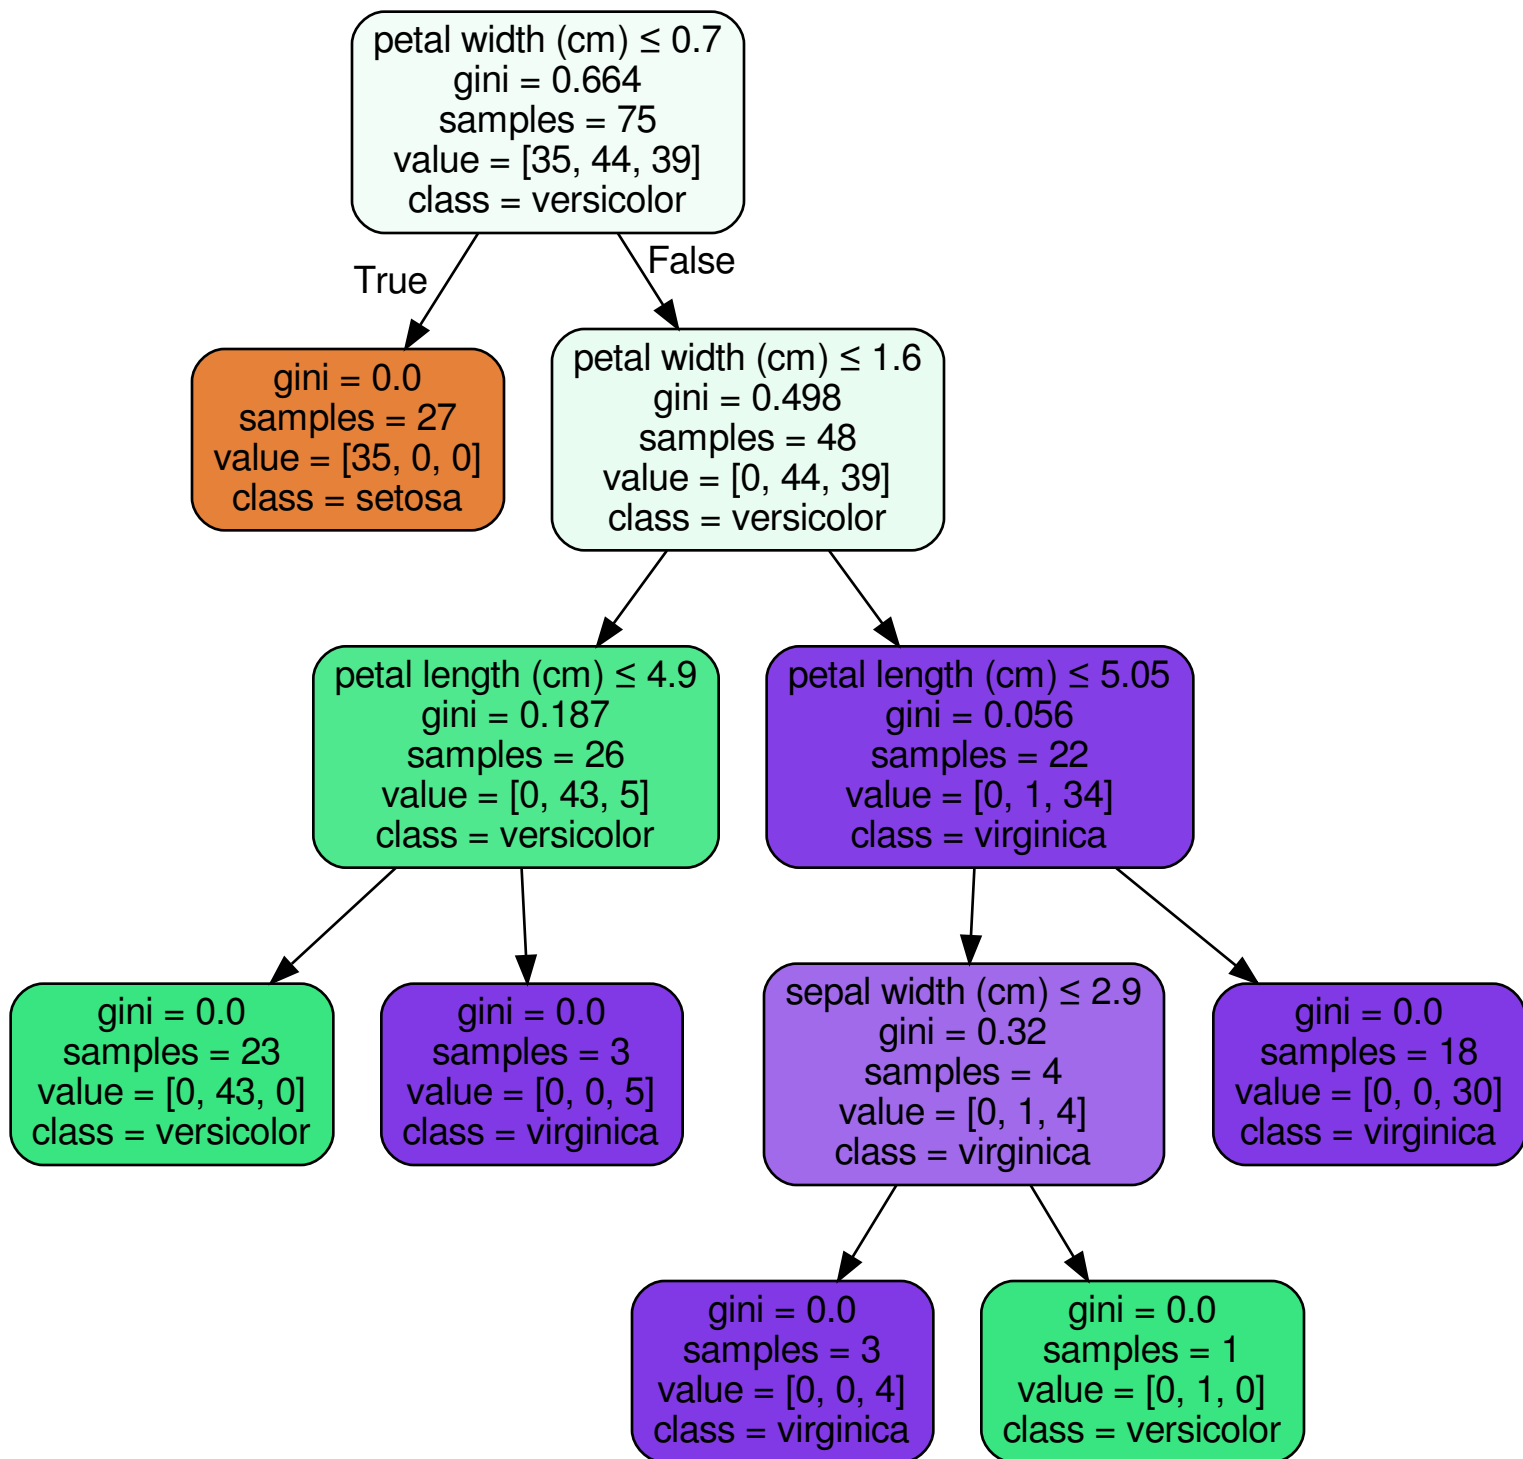 petal width (cm) ≤ 0.7
gini = 0.664
samples = 75
value = [35, 44, 39]
class = versicolor
True
False
gini = 0.0
samples = 27
value = [35, 0, 0]
class = setosa
petal width (cm) ≤ 1.6
gini = 0.498
samples = 48
value = [0, 44, 39]
class = versicolor
petal length (cm) ≤ 4.9
gini = 0.187
samples = 26
value = [0, 43, 5]
class = versicolor
petal length (cm) ≤ 5.05
gini = 0.056
samples = 22
value = [0, 1, 34]
class = virginica
gini = 0.0
samples = 23
value = [0, 43, 0]
class = versicolor
gini = 0.0
samples = 3
value = [0, 0, 5]
class = virginica
sepal width (cm) ≤ 2.9
gini = 0.32
samples = 4
value = [0, 1, 4]
class = virginica
gini = 0.0
samples = 18
value = [0, 0, 30]
class = virginica
gini = 0.0
samples = 3
value = [0, 0, 4]
class = virginica
gini = 0.0
samples = 1
value = [0, 1, 0]
class = versicolor